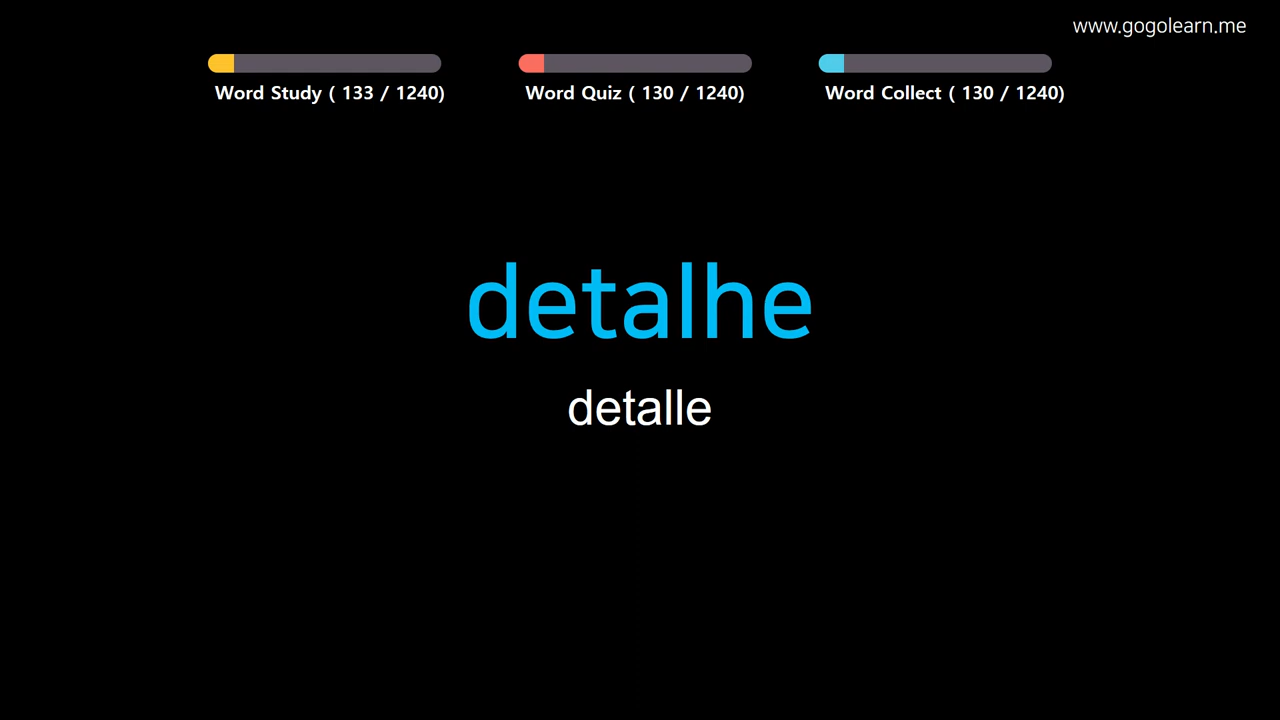 www.gogolearn.me
Word Study ( 133 / 1240)
Word Quiz ( 130 / 1240)
Word Collect ( 130 / 1240)
detalhe
detalle